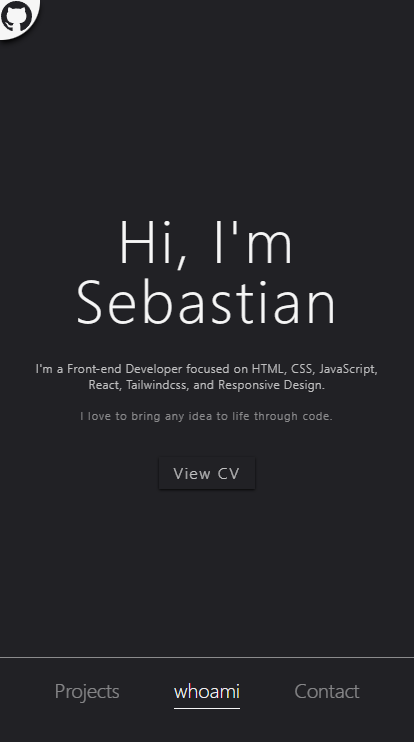 Hi, I'm
Sebastian
I'm a Front-end Developer focused on HTML, CSS, JavaScript,
React, Tailwindcss, and Responsive Design.
I love to bring any idea to life through code.
View CV
Projects whoami Contact